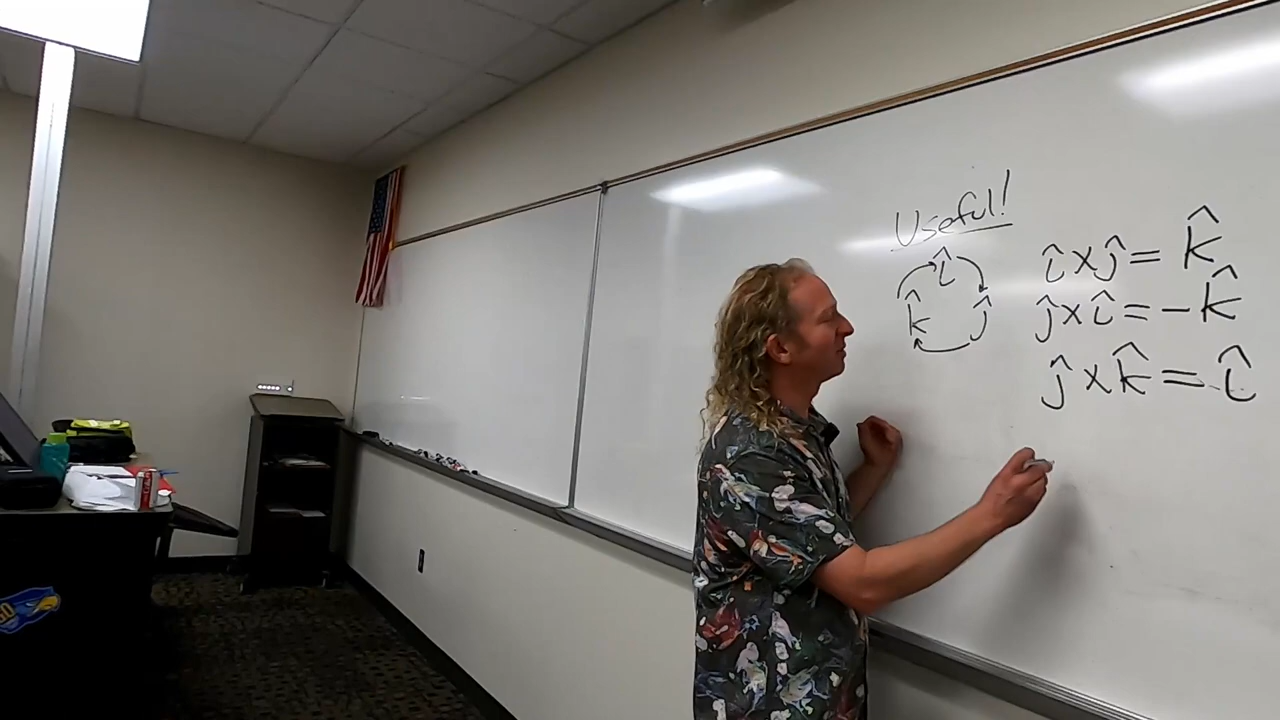 Useful!
î
k̂ ĵ
î x ĵ = k̂
ĵ x î = - k̂
ĵ x k̂ = î